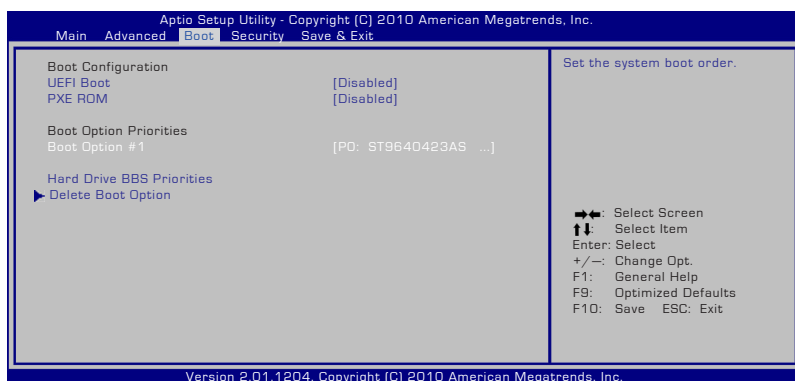 Aptio Setup Utility - Copyright (C) 2010 American Megatrends, Inc.
Main Advanced Boot Security Save & Exit
Boot Configuration
UEFI Boot [Disabled]
PXE ROM [Disabled]
Boot Option Priorities
Boot Option #1 [P0: ST9640423AS ...]
Hard Drive BBS Priorities
Delete Boot Option
Set the system boot order.
→←: Select Screen
↑↓: Select Item
Enter: Select
+/—: Change Opt.
F1: General Help
F9: Optimized Defaults
F10: Save ESC: Exit
Version 2.01.1204. Copyright (C) 2010 American Megatrends, Inc.